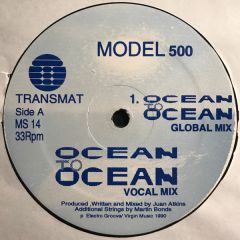 MODEL 500
TRANSMAT
Side A
MS 14
33Rpm
1. OCEAN
TO
OCEAN
GLOBAL MIX
OCEAN
TO
OCEAN
VOCAL MIX
Produced ,Written and Mixed by Juan Atkins
Additional Strings by Martin Bonds
p Electro Groove/ Virgin Music 1990